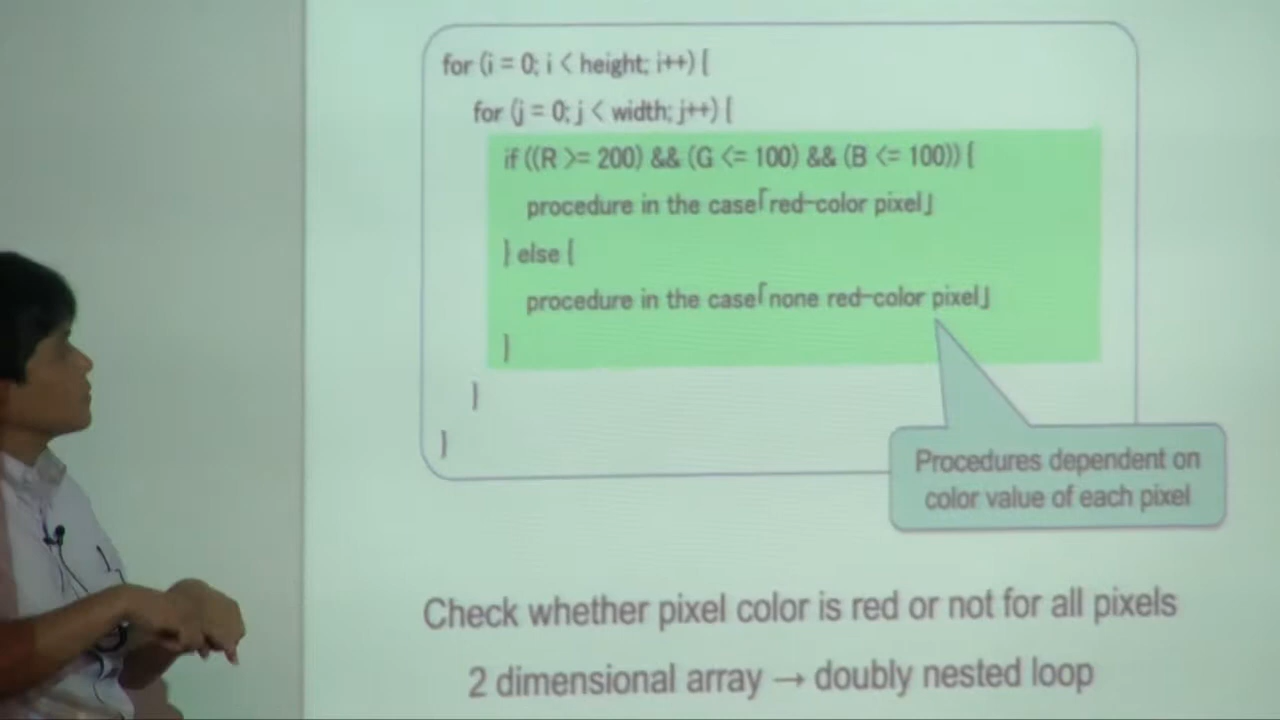 for (i = 0; i < height; i++) {
for (j = 0; j < width; j++) {
if ((R >= 200) && (G <= 100) && (B <= 100)) {
procedure in the case「red-color pixel」
} else {
procedure in the case「none red-color pixel」
}
}
}
Procedures dependent on
color value of each pixel
Check whether pixel color is red or not for all pixels
2 dimensional array → doubly nested loop